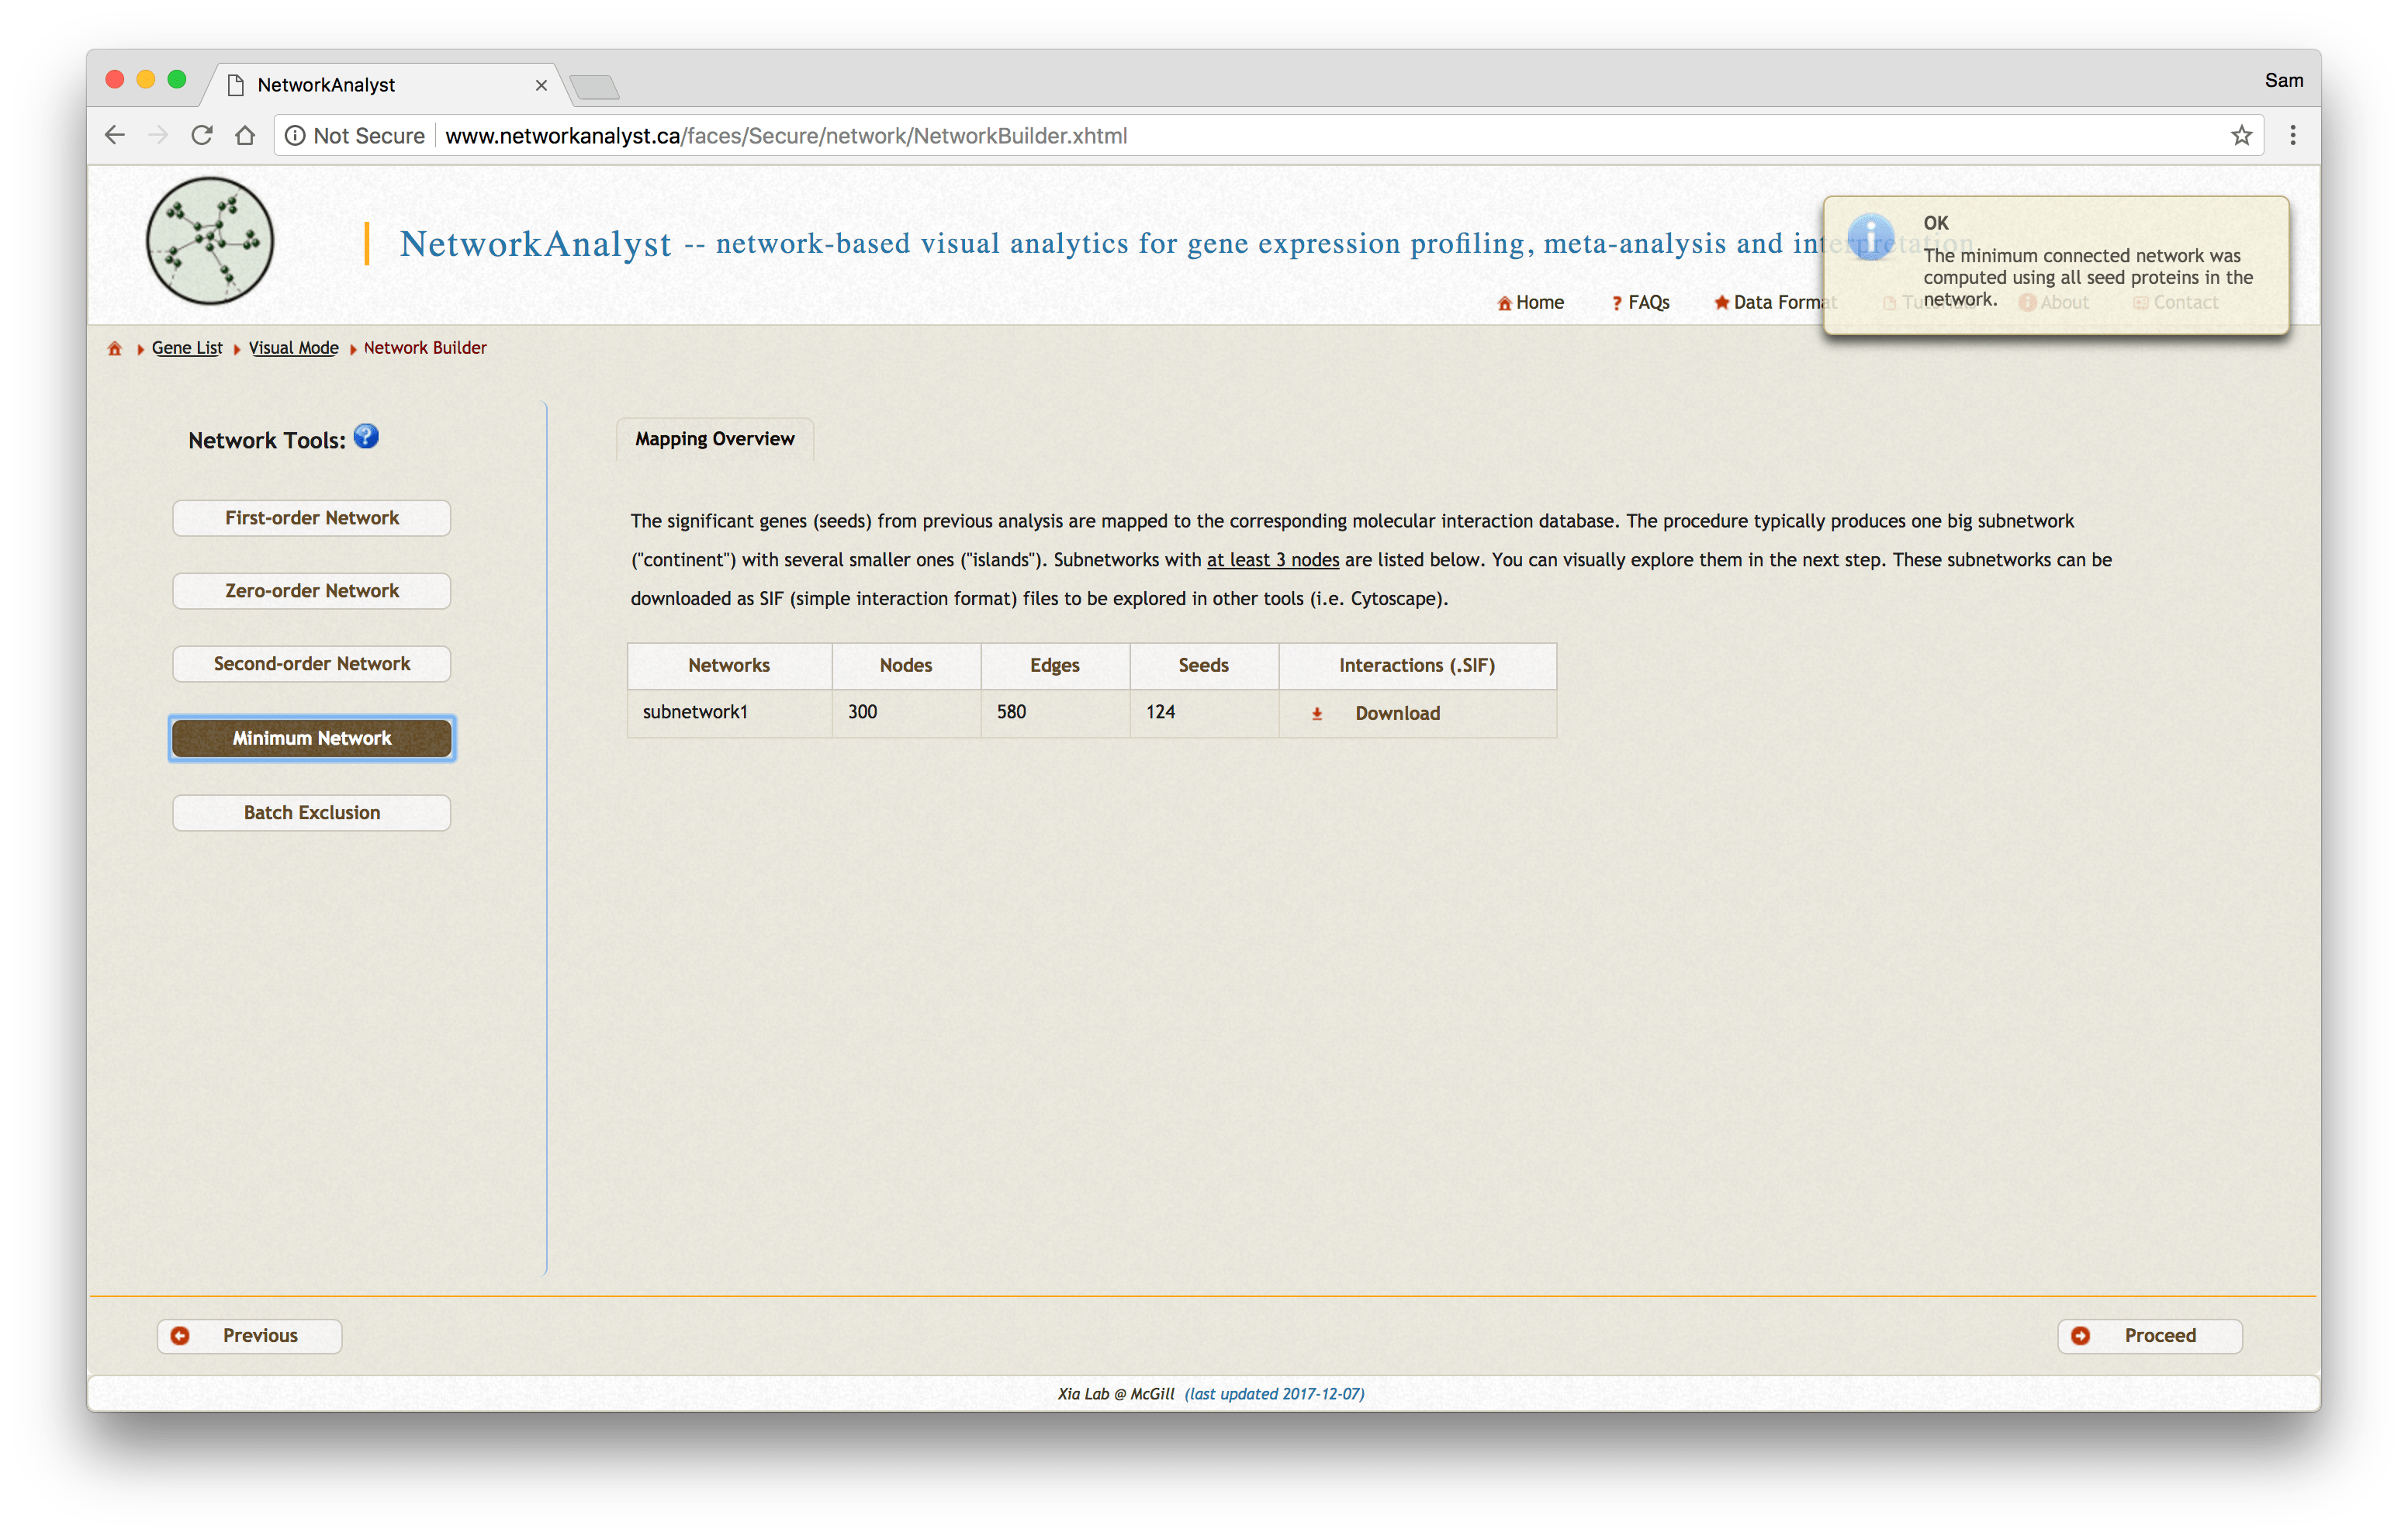 NetworkAnalyst
Sam
Not Secure www.networkanalyst.ca/faces/Secure/network/NetworkBuilder.xhtml
NetworkAnalyst -- network-based visual analytics for gene expression profiling, meta-analysis and interpretation
OK
The minimum connected network was
computed using all seed proteins in the
network.
Home ? FAQs Data Format Tutorials About Contact
Gene List Visual Mode Network Builder
Network Tools: ?
First-order Network
Zero-order Network
Second-order Network
Minimum Network
Batch Exclusion
Mapping Overview
The significant genes (seeds) from previous analysis are mapped to the corresponding molecular interaction database. The procedure typically produces one big subnetwork
("continent") with several smaller ones ("islands"). Subnetworks with at least 3 nodes are listed below. You can visually explore them in the next step. These subnetworks can be
downloaded as SIF (simple interaction format) files to be explored in other tools (i.e. Cytoscape).
Networks Nodes Edges Seeds Interactions (.SIF)
subnetwork1 300 580 124 Download
Previous
Proceed
Xia Lab @ McGill (last updated 2017-12-07)